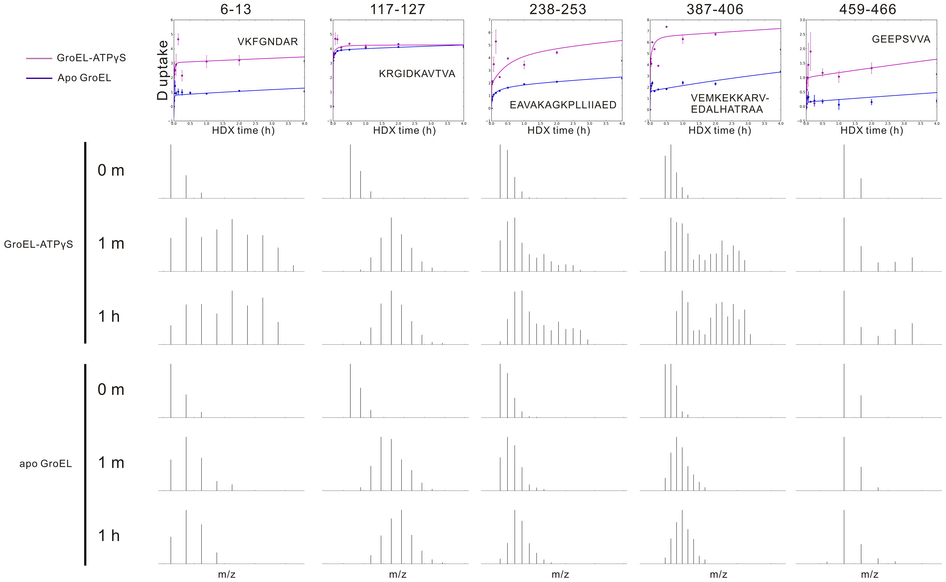 6-13 117-127 238-253 387-406 459-466
GroEL-ATPγS
Apo GroEL
D uptake
VKFGNDAR
KRGIDKAVTVA
EAVAKAGKPLLIIAED
VEMKEKKARV-
EDALHATRAA
GEEPSVVA
HDX time (h) HDX time (h) HDX time (h) HDX time (h) HDX time (h)
0 m
GroEL-ATPγS
1 m
1 h
0 m
apo GroEL
1 m
1 h
m/z m/z m/z m/z m/z